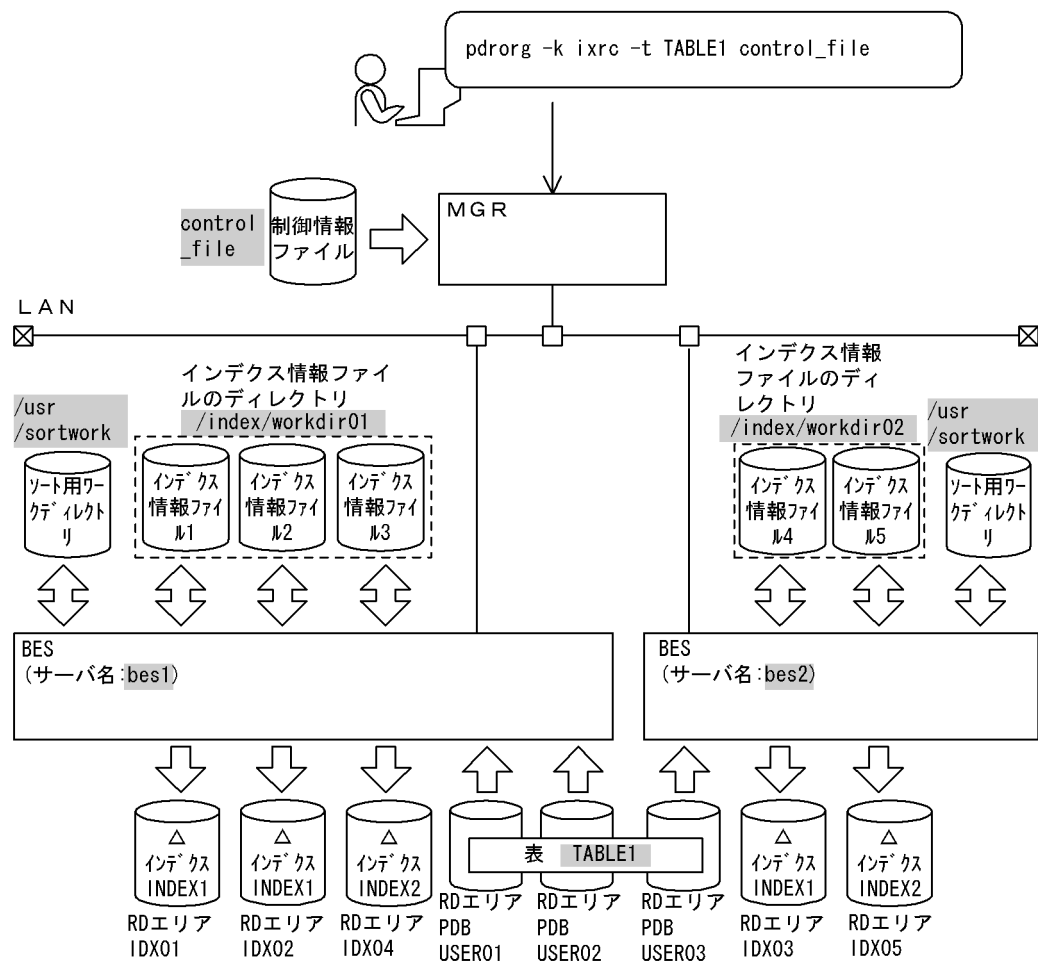 pdrorg -k ixrc -t TABLE1 control_file
MGR
control
_file
制御情報
ファイル
LAN
インデクス情報ファイ
ルのディレクトリ
/index/workdir01
/usr
/sortwork
ソート用ワー
クディレクト
リ
インデクス
情報ファイ
ル1
インデクス
情報ファイ
ル2
インデクス
情報ファイ
ル3
インデクス情報
ファイルのディ
レクトリ
/index/workdir02
/usr
/sortwork
インデクス
情報ファイ
ル4
インデクス
情報ファイ
ル5
ソート用ワー
クディレクト
リ
BES
(サーバ名:bes1)
BES
(サーバ名:bes2)
インデクス
INDEX1
インデクス
INDEX1
インデクス
INDEX2
表 TABLE1
インデクス
INDEX1
インデクス
INDEX2
RDエリア
IDX01
RDエリア
IDX02
RDエリア
IDX04
RDエリア
PDB
USER01
RDエリア
PDB
USER02
RDエリア
PDB
USER03
RDエリア
IDX03
RDエリア
IDX05